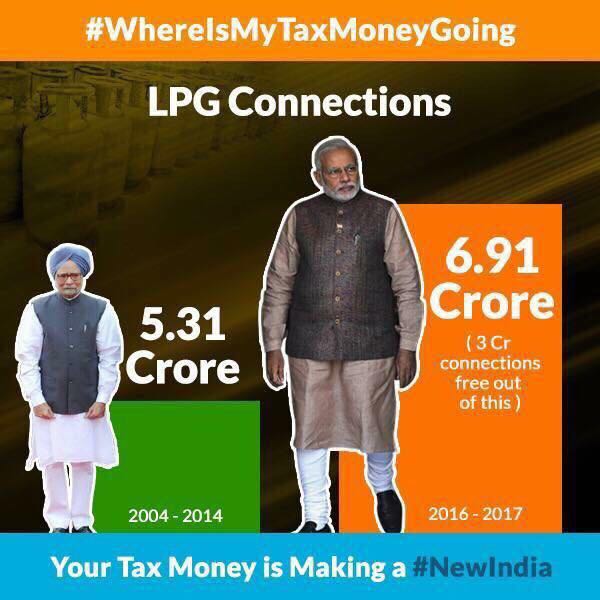 #WhereIsMyTaxMoneyGoing
LPG Connections
5.31
Crore
2004 - 2014
6.91
Crore
( 3 Cr
connections
free out
of this )
2016 - 2017
Your Tax Money is Making a #NewIndia